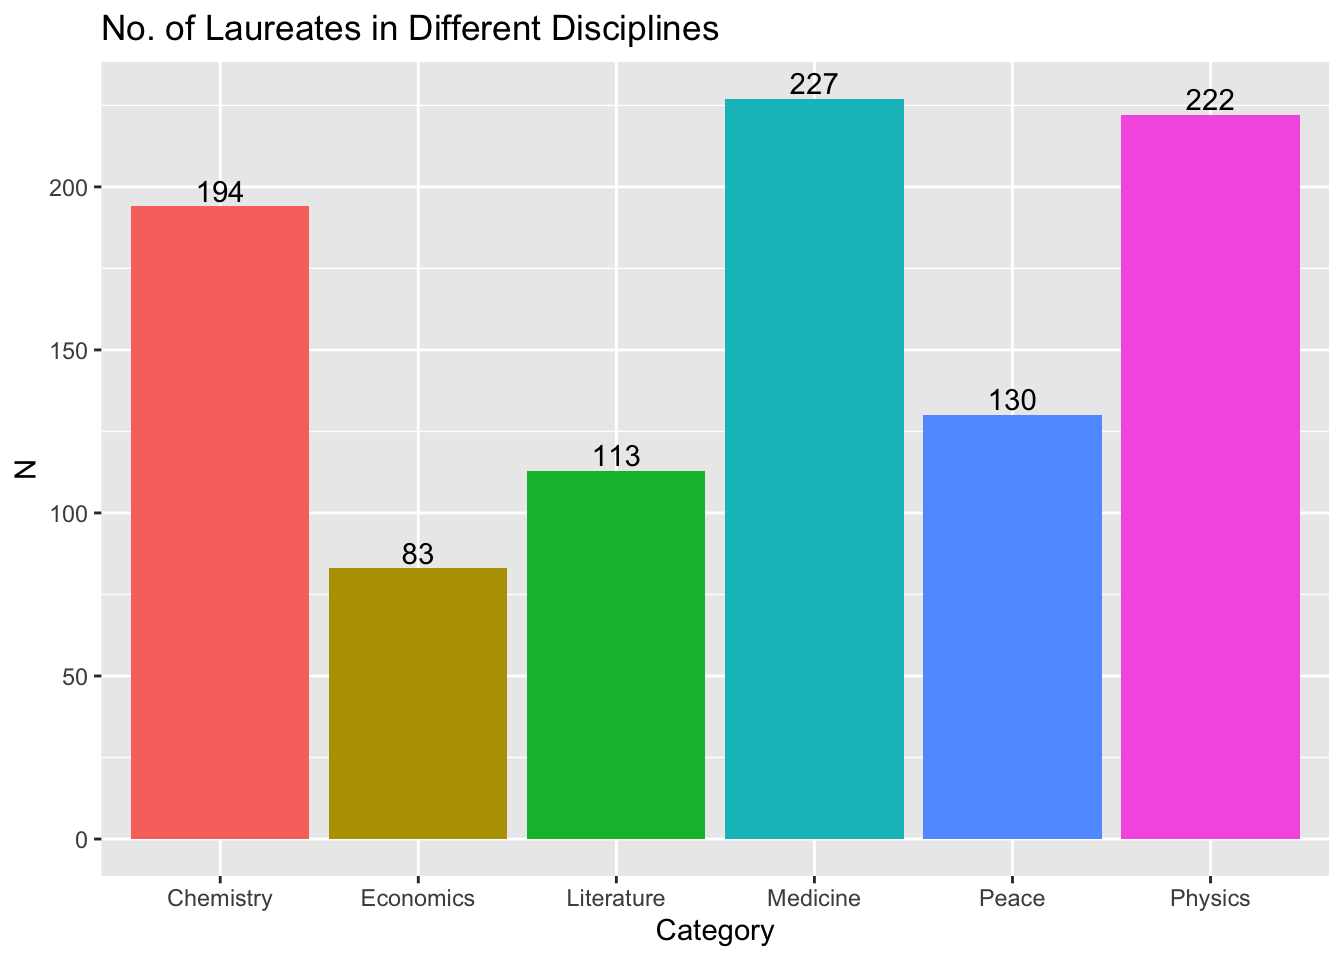 No. of Laureates in Different Disciplines
227
222
200
194
150
130
113
N
100
83
50
0
Chemistry Economics Literature Medicine Peace Physics
Category